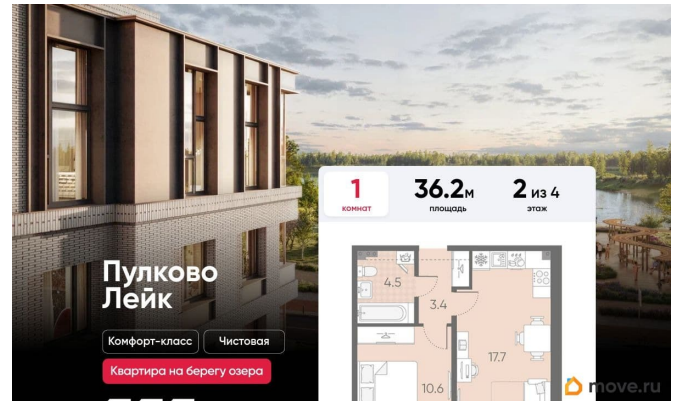 1
комнат
36.2м
площадь
2 из 4
этаж
Пулково
Лейк
Комфорт-класс
Чистовая
Квартира на берегу озера
4.5
3.4
17.7
10.6
move.ru